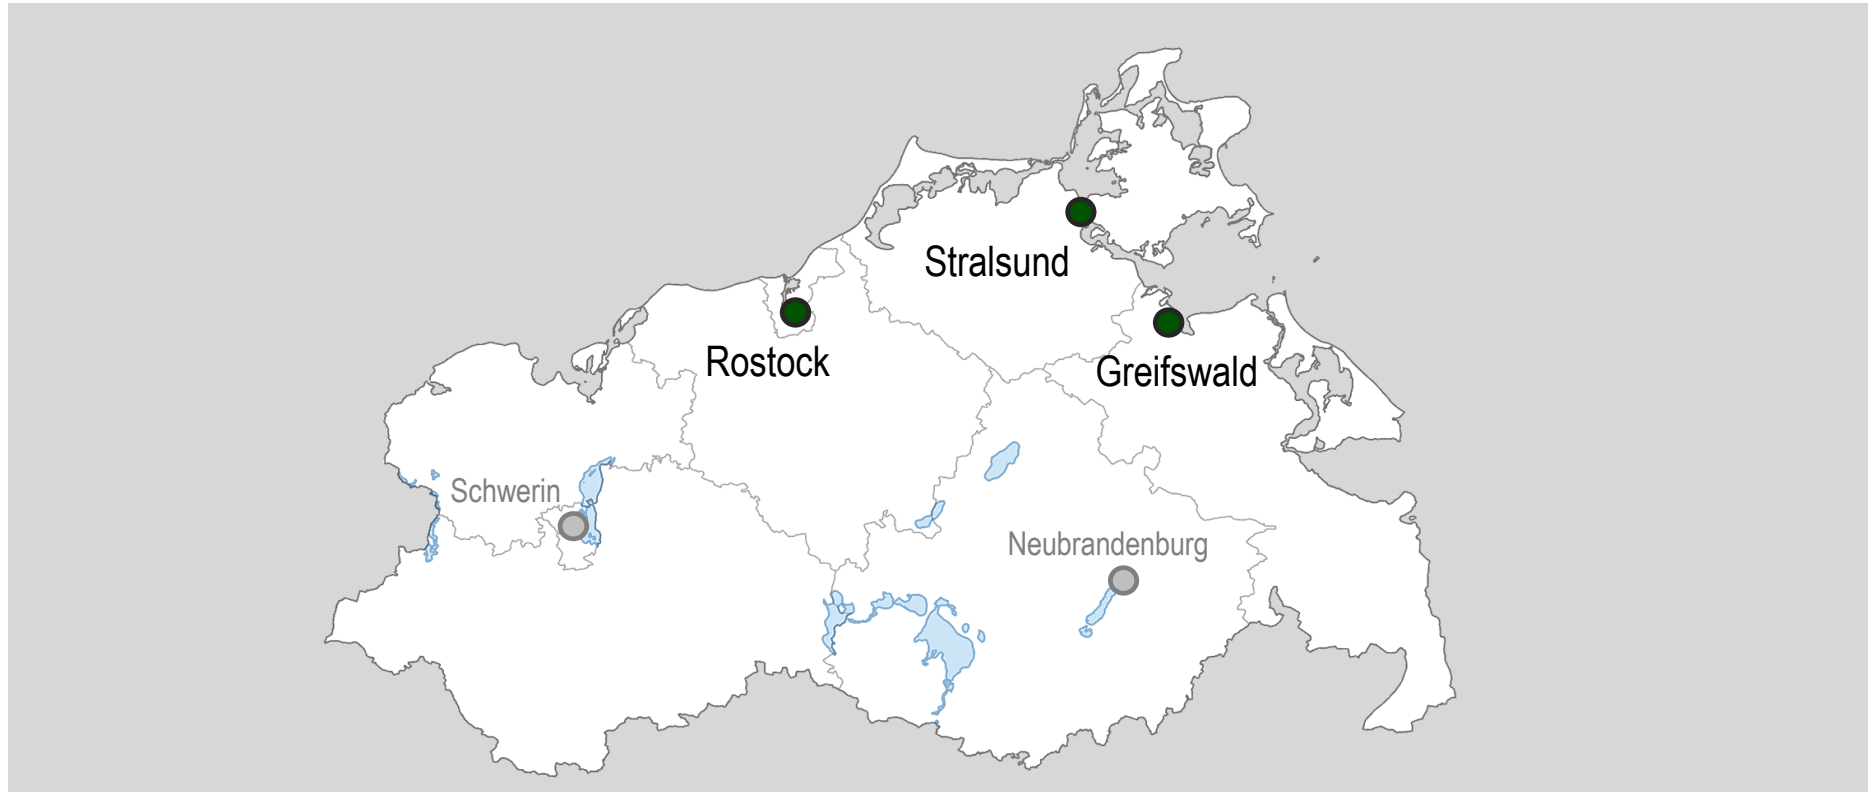 Stralsund
Rostock
Greifswald
Schwerin
Neubrandenburg